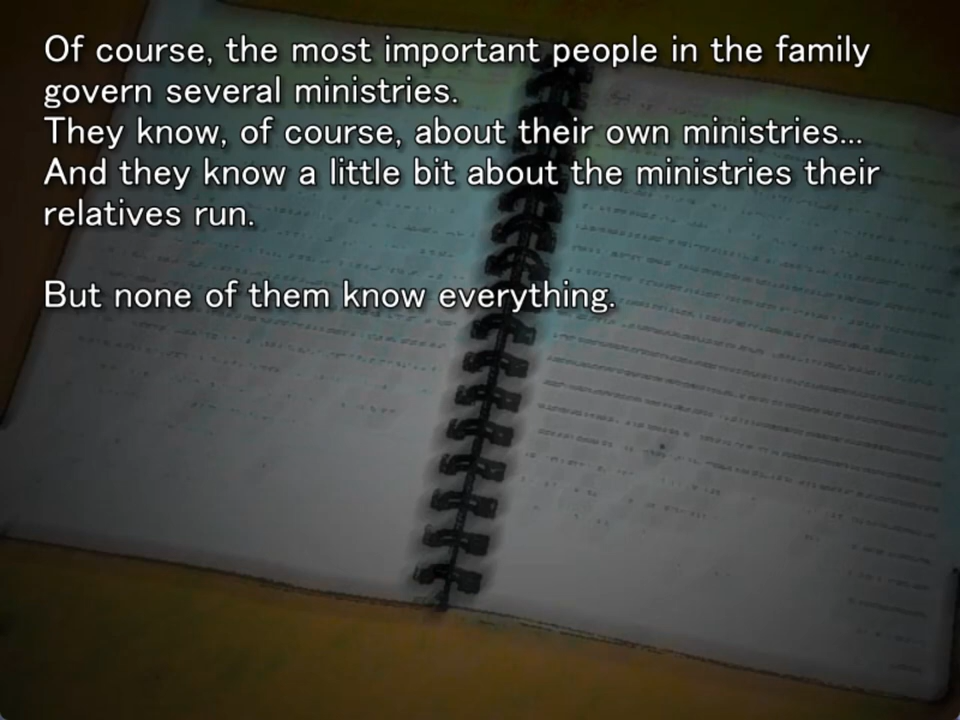 Of course, the most important people in the family
govern several ministries.
They know, of course, about their own ministries...
And they know a little bit about the ministries their
relatives run.
But none of them know everything.